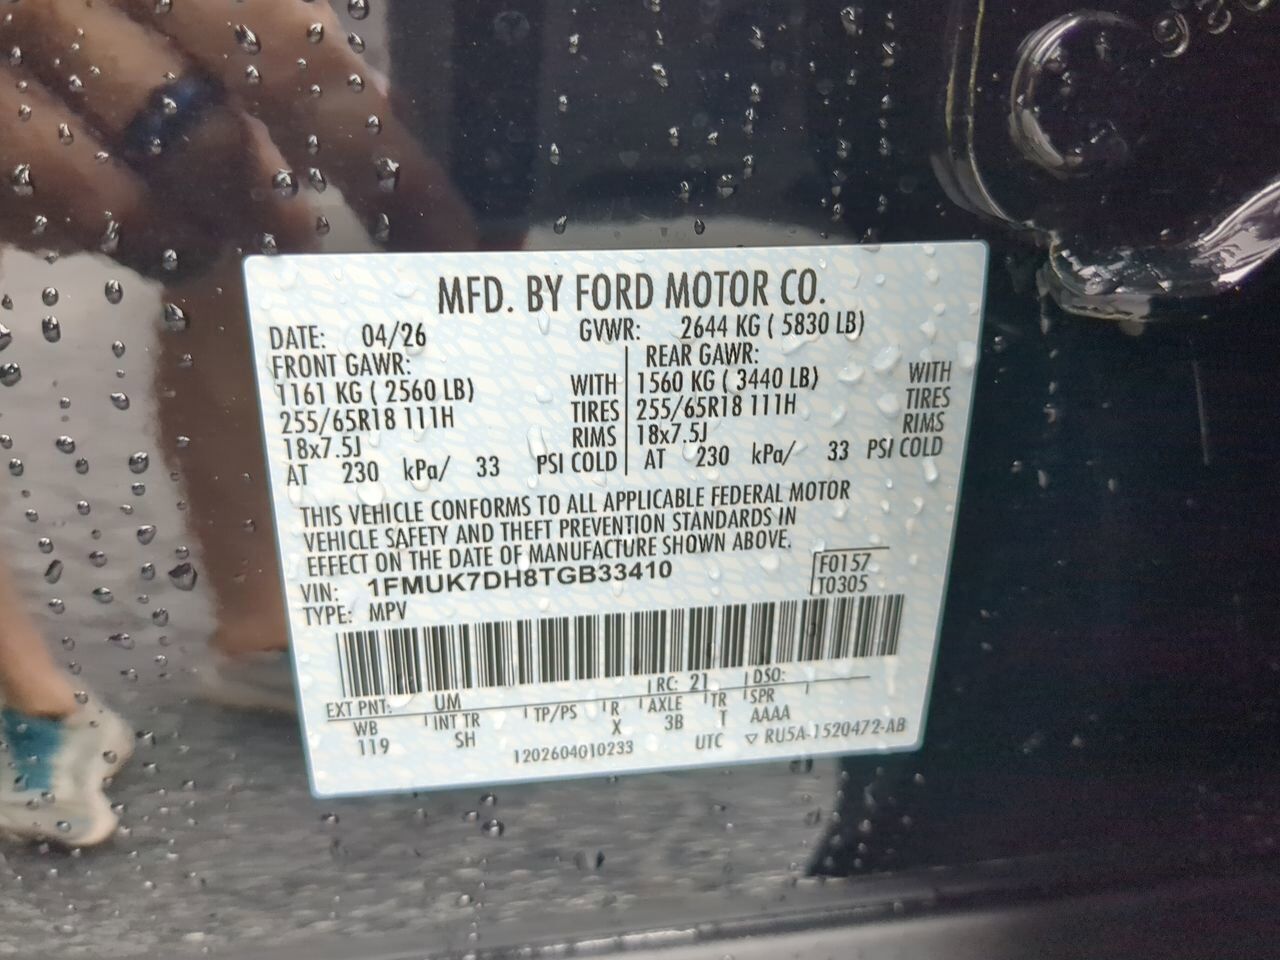 MFD. BY FORD MOTOR CO.
DATE: 04/26 GVWR: 2644 KG ( 5830 LB)
FRONT GAWR: REAR GAWR:
1161 KG ( 2560 LB) WITH 1560 KG ( 3440 LB) WITH
255/65R18 111H TIRES 255/65R18 111H TIRES
18x7.5J RIMS 18x7.5J RIMS
AT 230 kPa/ 33 PSI COLD AT 230 kPa/ 33 PSI COLD
THIS VEHICLE CONFORMS TO ALL APPLICABLE FEDERAL MOTOR
VEHICLE SAFETY AND THEFT PREVENTION STANDARDS IN
EFFECT ON THE DATE OF MANUFACTURE SHOWN ABOVE.
VIN: 1FMUK7DH8TGB33410 F0157
TYPE: MPV T0305
EXT PNT: UM RC: 21 DSO:
WB INT TR TP/PS R AXLE TR SPR
119 SH X 3B T AAAA
1202604010233 UTC ▽ RU5A-1520472-AB